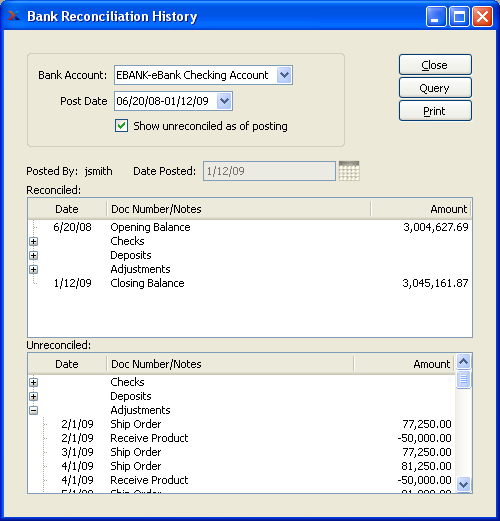 Bank Reconciliation History
Bank Account: EBANK-eBank Checking Account
Close
Query
Post Date 06/20/08-01/12/09
Print
Show unreconciled as of posting
Posted By: jsmith Date Posted: 1/12/09
Reconciled:
Date Doc Number/Notes Amount
6/20/08 Opening Balance 3,004,627.69
Checks
Deposits
Adjustments
1/12/09 Closing Balance 3,045,161.87
Unreconciled:
Date Doc Number/Notes Amount
Checks
Deposits
Adjustments
2/1/09 Ship Order 77,250.00
2/1/09 Receive Product -50,000.00
3/1/09 Ship Order 77,250.00
4/1/09 Ship Order 81,250.00
4/1/09 Receive Product -50,000.00
5/1/09 Ship Order